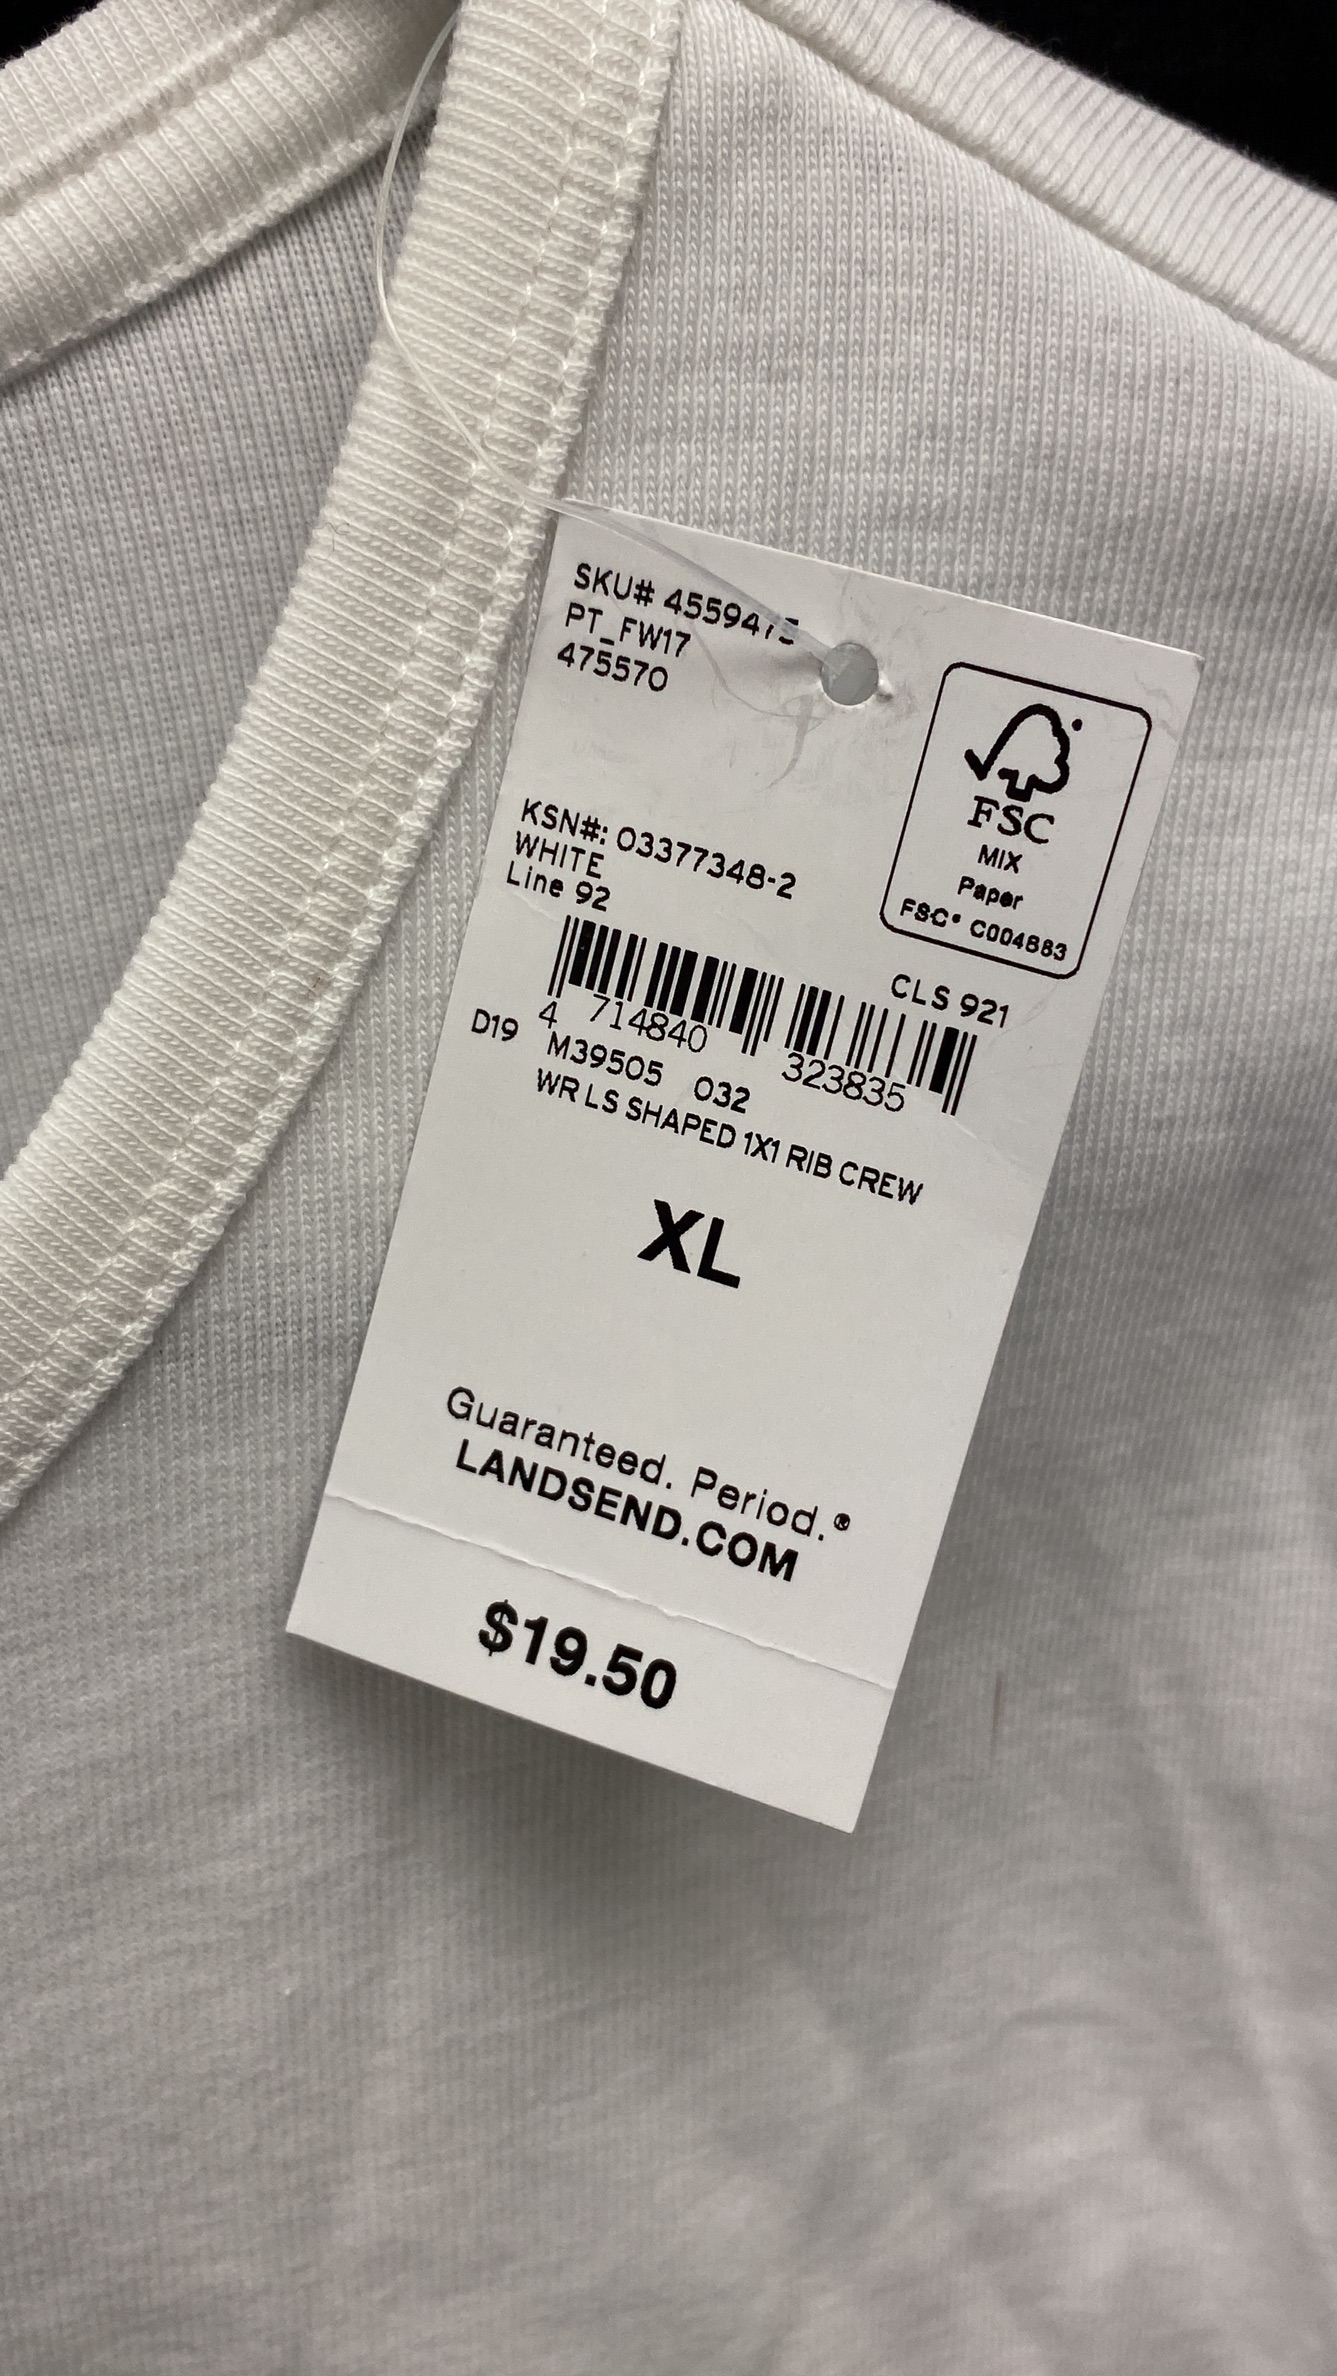 SKU# 4559475
PT_FW17
475570
FSC
MIX
Paper
FSC® C004883
KSN#: 03377348-2
WHITE
Line 92
CLS 921
4 714840 323835
D19 M39505 032
WR LS SHAPED 1X1 RIB CREW
XL
Guaranteed. Period.®
LANDSEND.COM
$19.50